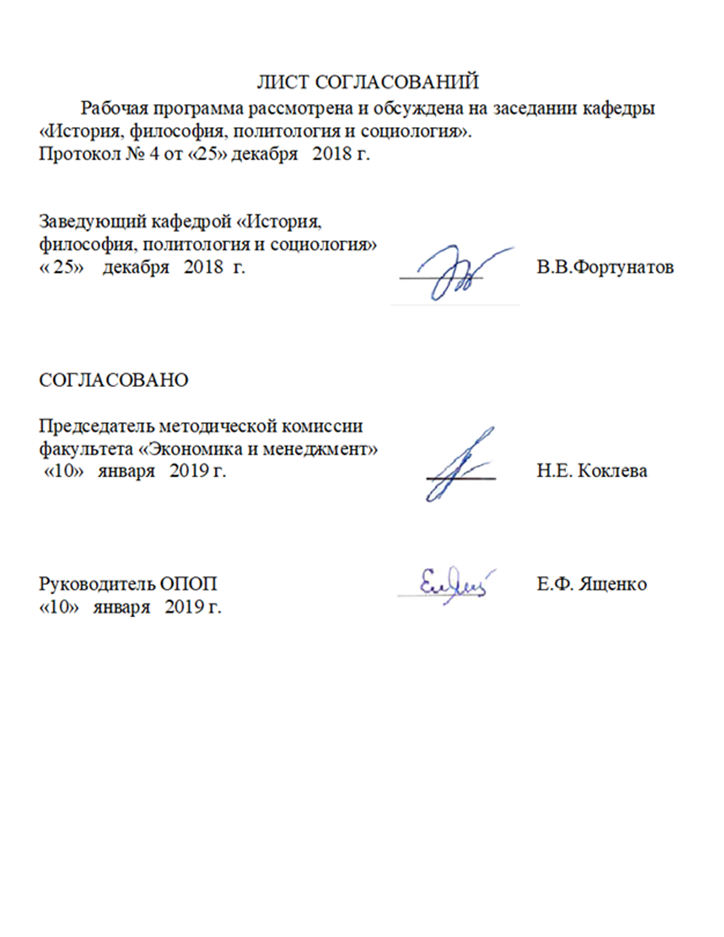 ЛИСТ СОГЛАСОВАНИЙ
Рабочая программа рассмотрена и обсуждена на заседании кафедры
«История, философия, политология и социология».
Протокол № 4 от «25» декабря 2018 г.
Заведующий кафедрой «История,
философия, политология и социология»
« 25» декабря 2018 г. В.В.Фортунатов
СОГЛАСОВАНО
Председатель методической комиссии
факультета «Экономика и менеджмент»
«10» января 2019 г. Н.Е. Коклева
Руководитель ОПОП Е.Ф. Ященко
«10» января 2019 г.